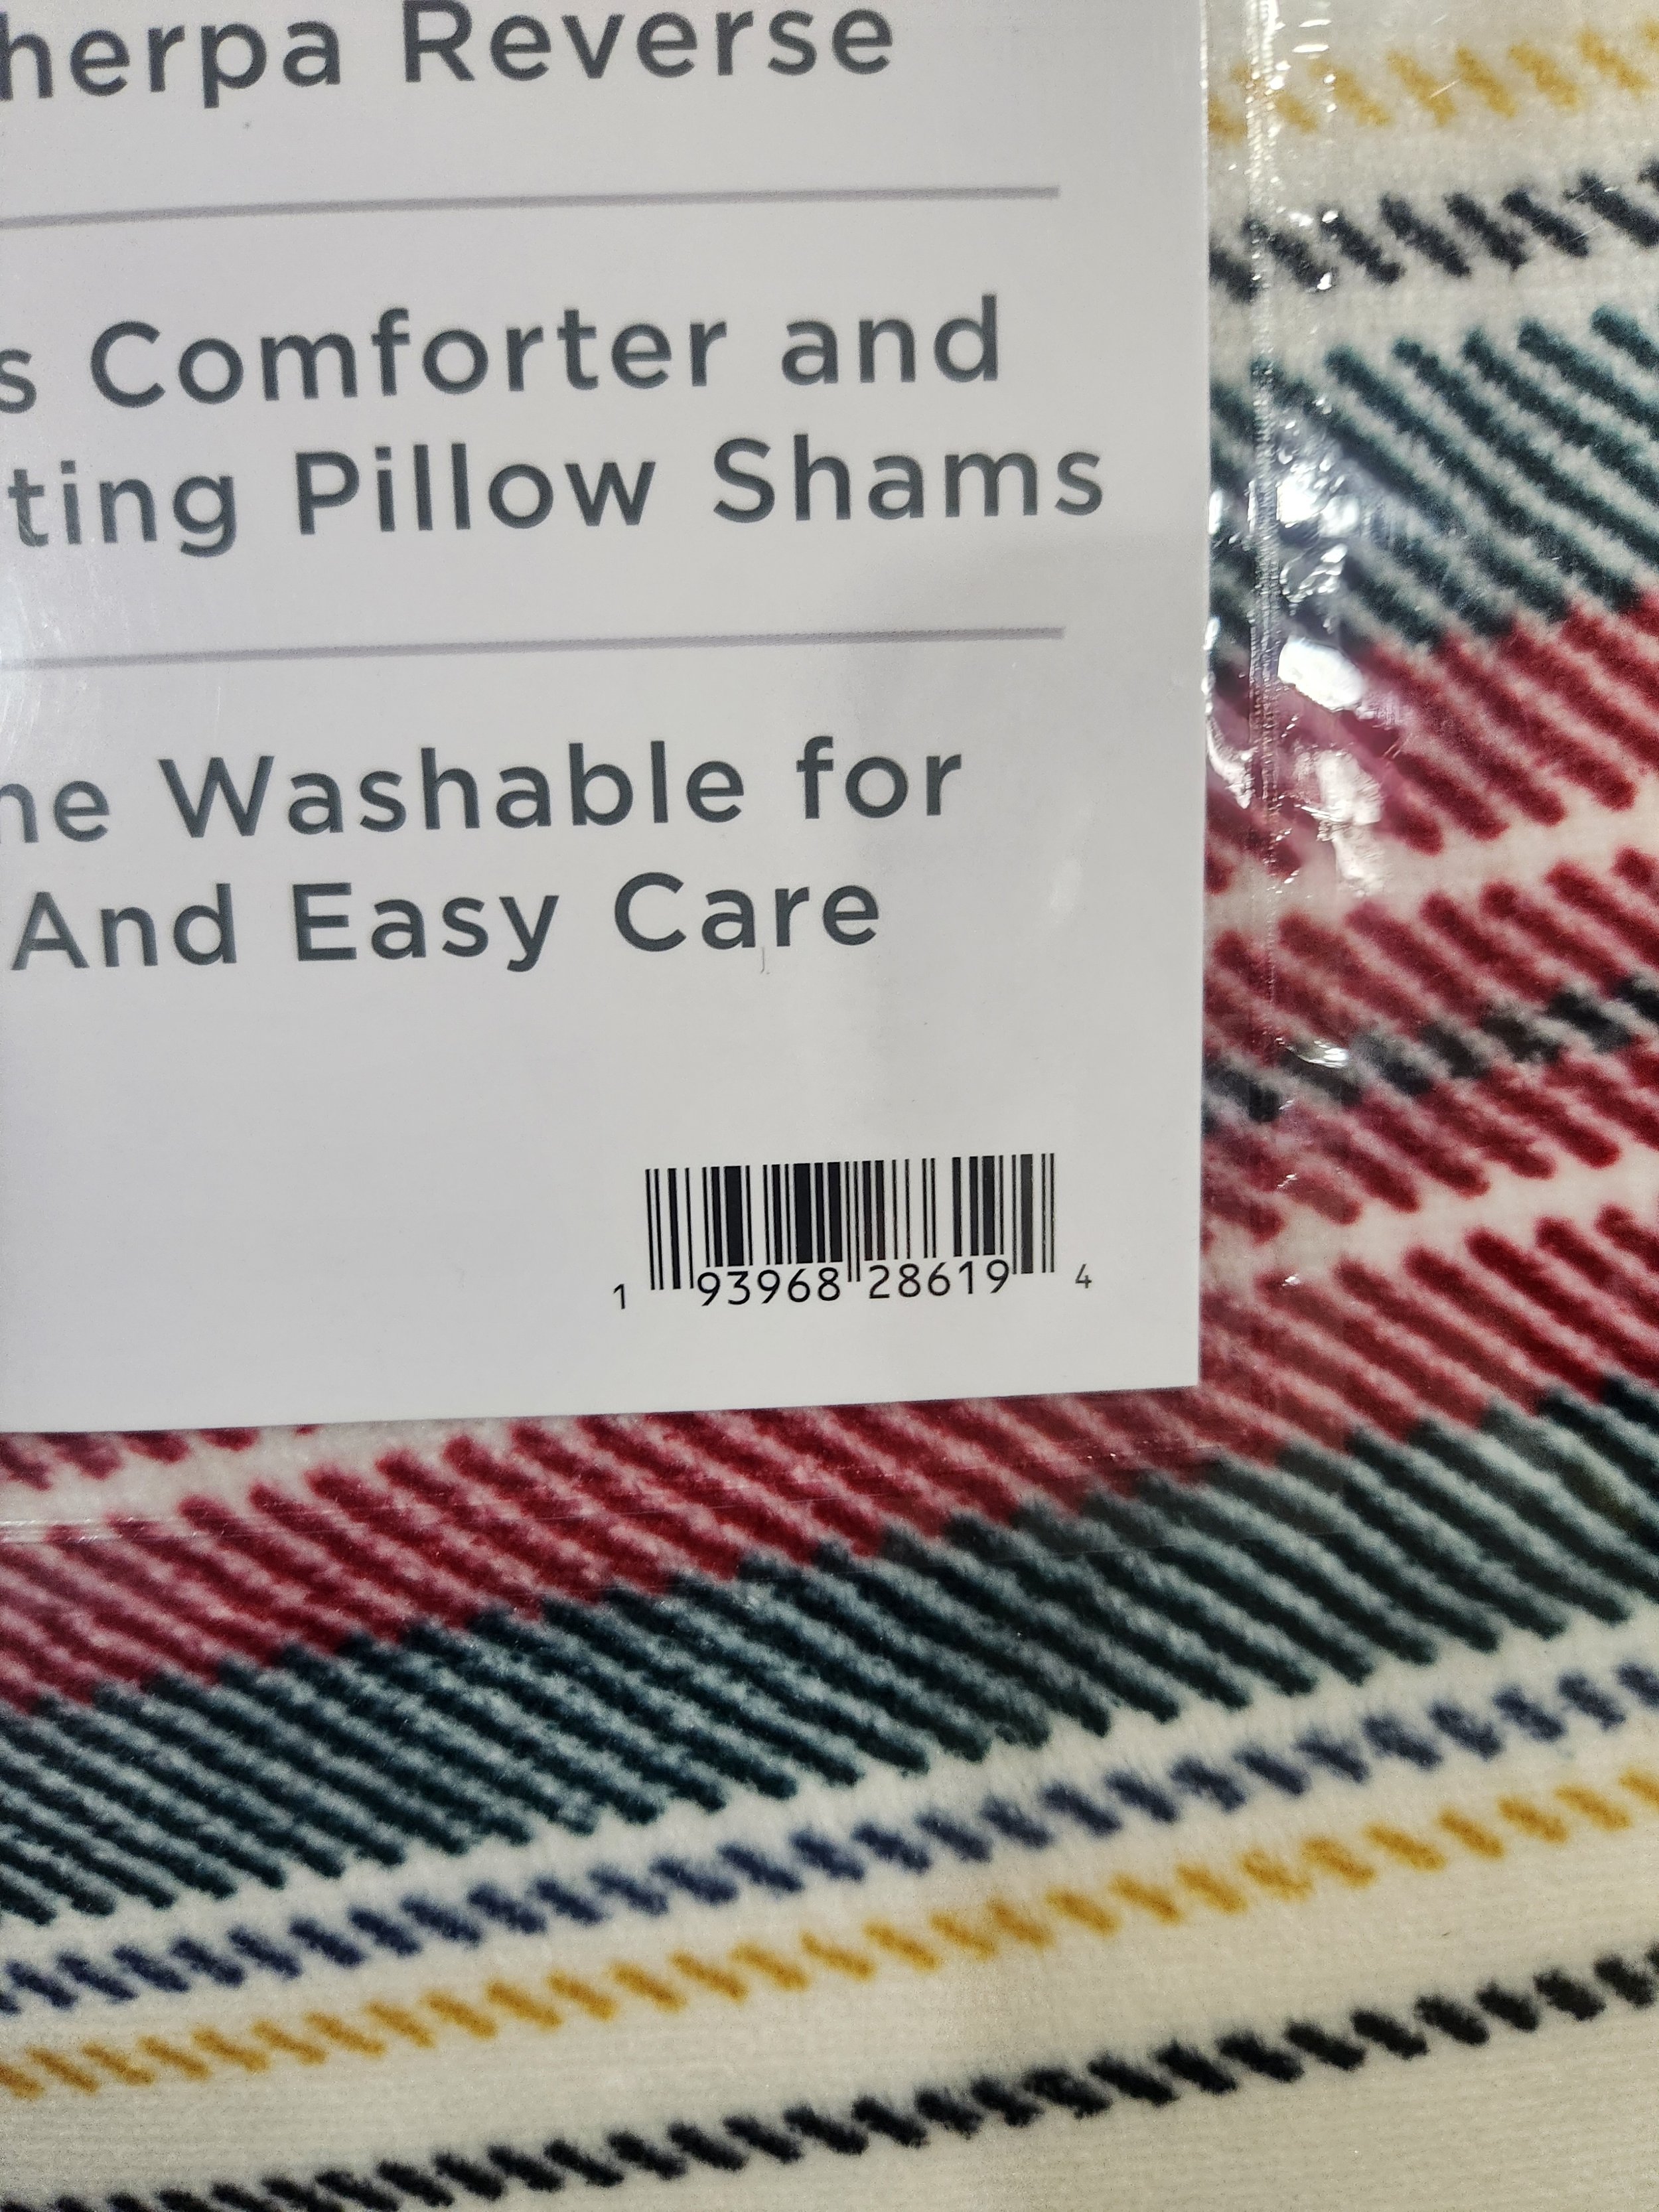 herpa Reverse
s Comforter and
ting Pillow Shams
ne Washable for
And Easy Care
1 93968 28619 4